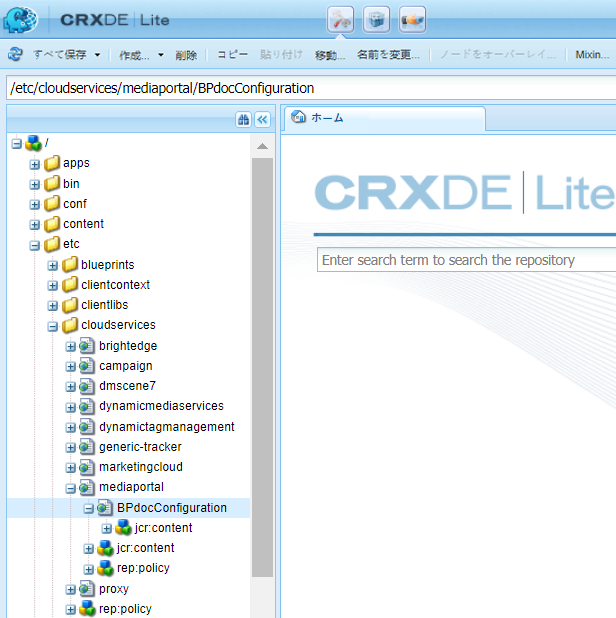 CRXDE | Lite
すべて保存 作成... 削除 コピー 貼り付け 移動... 名前を変更... ノードをオーバーレイ... Mixin...
/etc/cloudservices/mediaportal/BPdocConfiguration
ホーム
/
apps
bin
conf
content
etc
blueprints
clientcontext
clientlibs
cloudservices
brightedge
campaign
dmscene7
dynamicmediaservices
dynamictagmanagement
generic-tracker
marketingcloud
mediaportal
BPdocConfiguration
jcr:content
jcr:content
rep:policy
proxy
rep:policy
CRXDE | Lite
Enter search term to search the repository